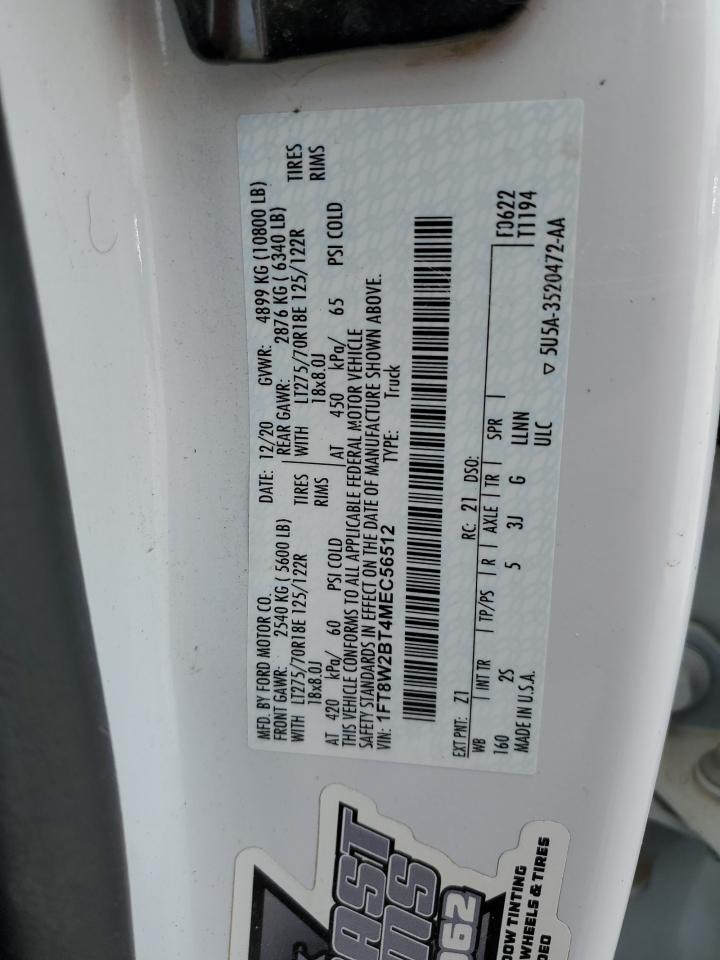 MFD. BY FORD MOTOR CO. DATE: 12/20 GVWR: 4899 KG (10800 LB)
FRONT GAWR: 2540 KG ( 5600 LB) REAR GAWR: 2876 KG ( 6340 LB)
WITH LT275/70R18E 125/122R TIRES WITH LT275/70R18E 125/122R TIRES
18x8.0J RIMS 18x8.0J RIMS
AT 420 kPa/ 60 PSI COLD AT 450 kPa/ 65 PSI COLD
THIS VEHICLE CONFORMS TO ALL APPLICABLE FEDERAL MOTOR VEHICLE
SAFETY STANDARDS IN EFFECT ON THE DATE OF MANUFACTURE SHOWN ABOVE.
VIN: 1FT8W2BT4MEC56512 TYPE: Truck
EXT PNT: Z1 RC: 21 DSO: F0622
WB INT TR TP/PS R AXLE TR SPR T1194
160 2S 5 3J G LLNN
MADE IN U.S.A. ULC
▽ 5U5A-3520472-AA
AST
062
WHEELS & TIRES